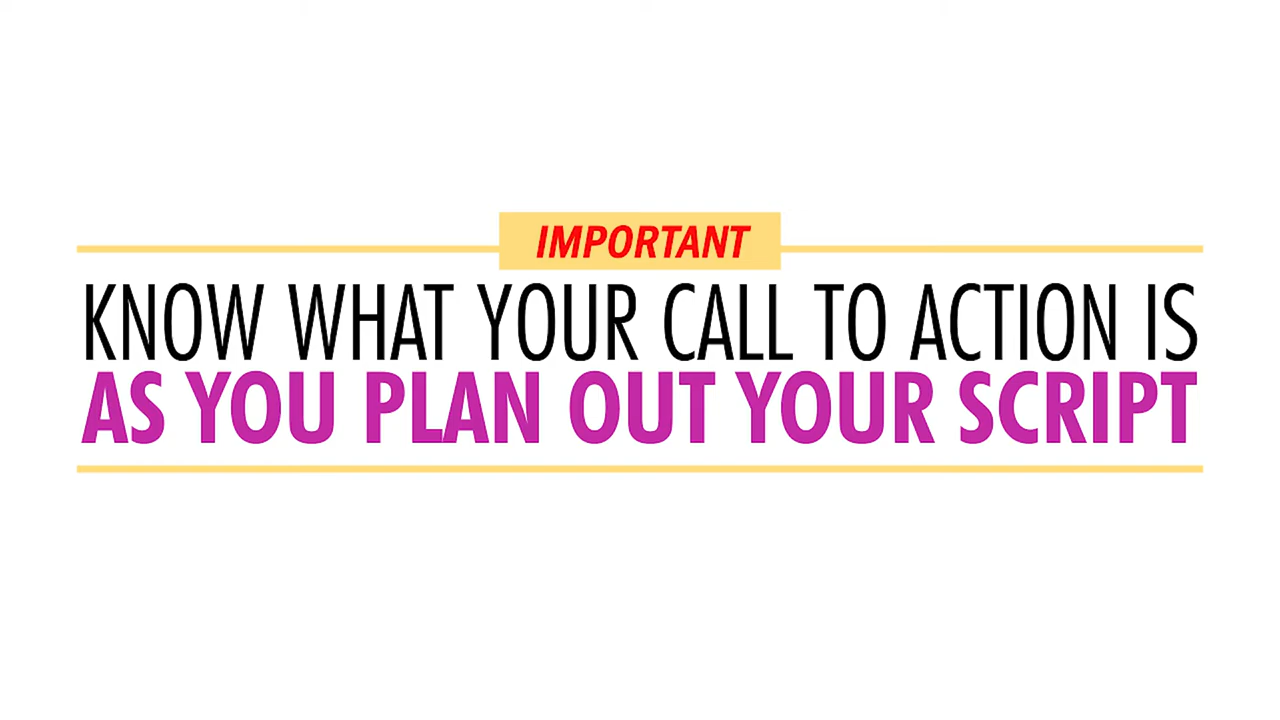 IMPORTANT
KNOW WHAT YOUR CALL TO ACTION IS
AS YOU PLAN OUT YOUR SCRIPT